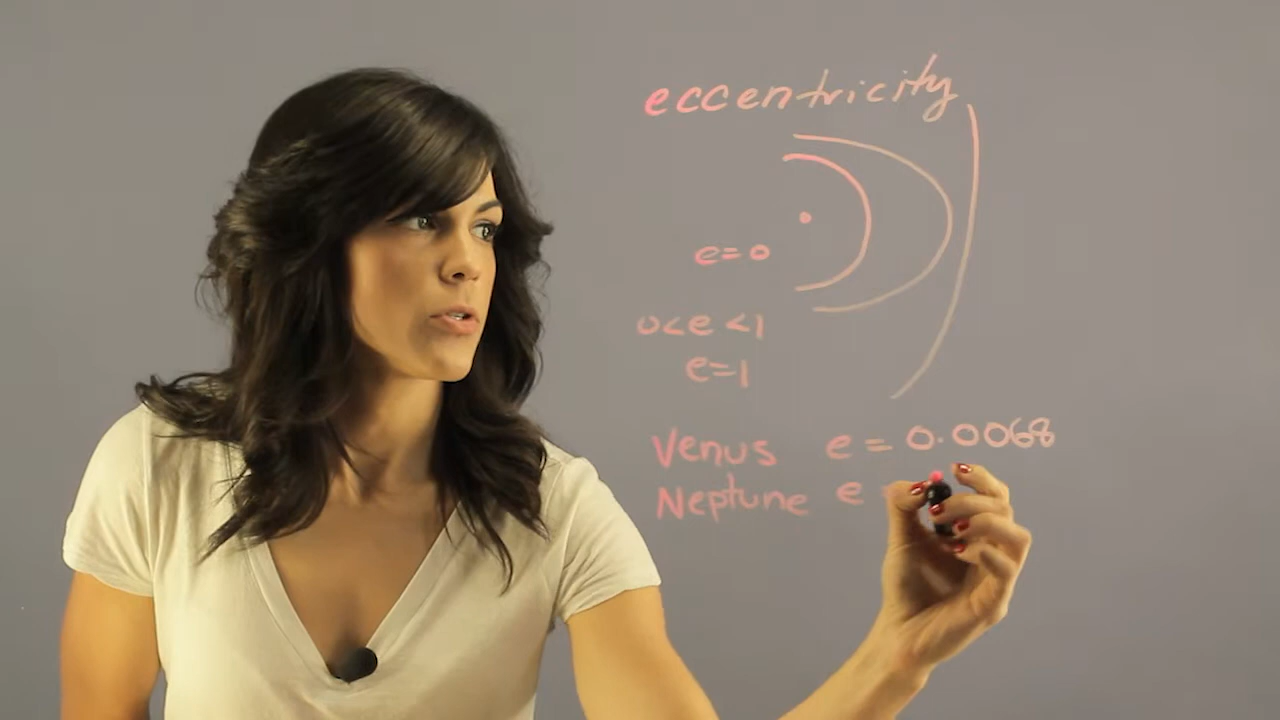 eccentricity
e=0
0<e<1
e=1
Venus e = 0.0068
Neptune e =